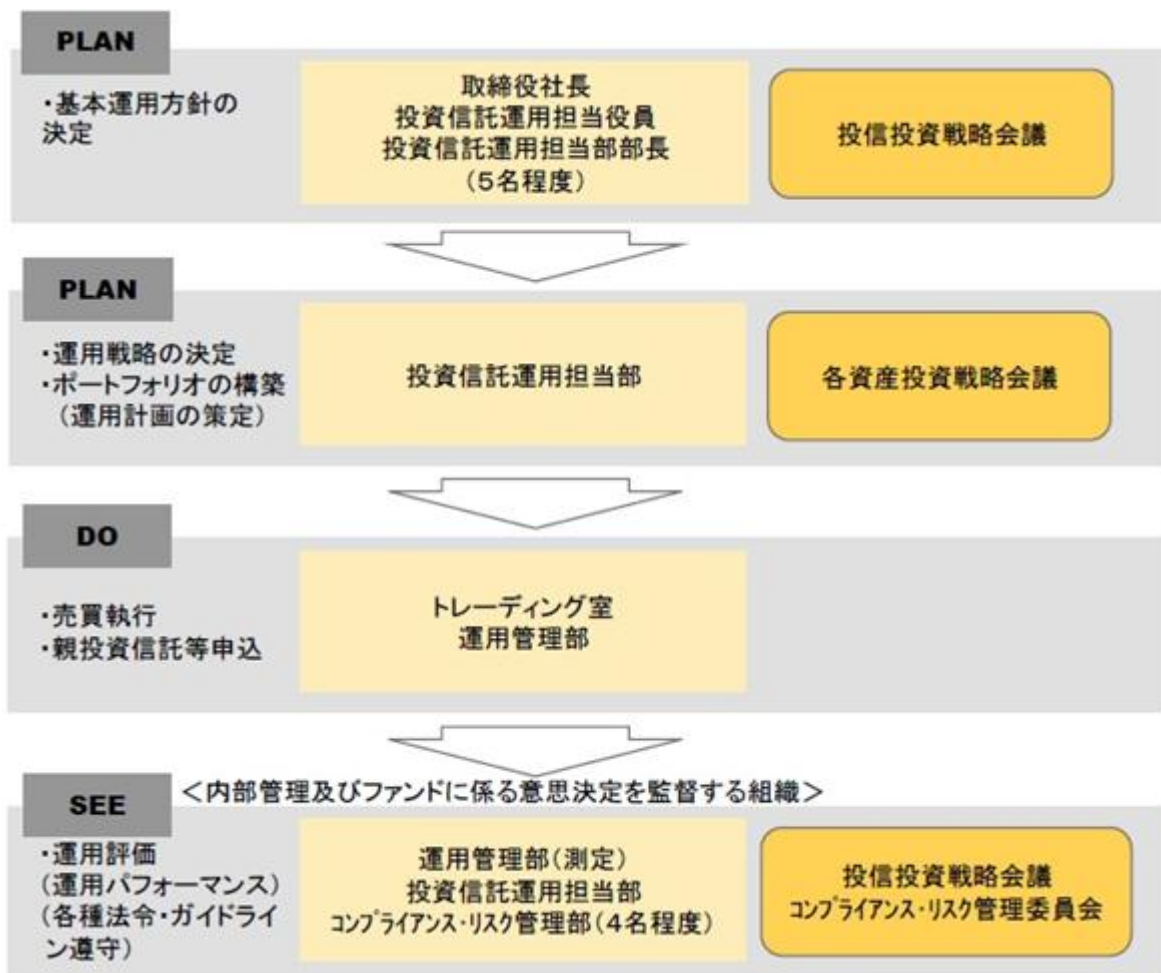 PLAN
・基本運用方針の
決定
取締役社長
投資信託運用担当役員
投資信託運用担当部部長
(5名程度)
投信投資戦略会議
PLAN
・運用戦略の決定
・ポートフォリオの構築
(運用計画の策定)
投資信託運用担当部
各資産投資戦略会議
DO
・売買執行
・親投資信託等申込
トレーディング室
運用管理部
SEE
＜内部管理及びファンドに係る意思決定を監督する組織＞
・運用評価
(運用パフォーマンス)
(各種法令・ガイドライ
ン遵守)
運用管理部(測定)
投資信託運用担当部
コンプライアンス・リスク管理部(4名程度)
投信投資戦略会議
コンプライアンス・リスク管理委員会